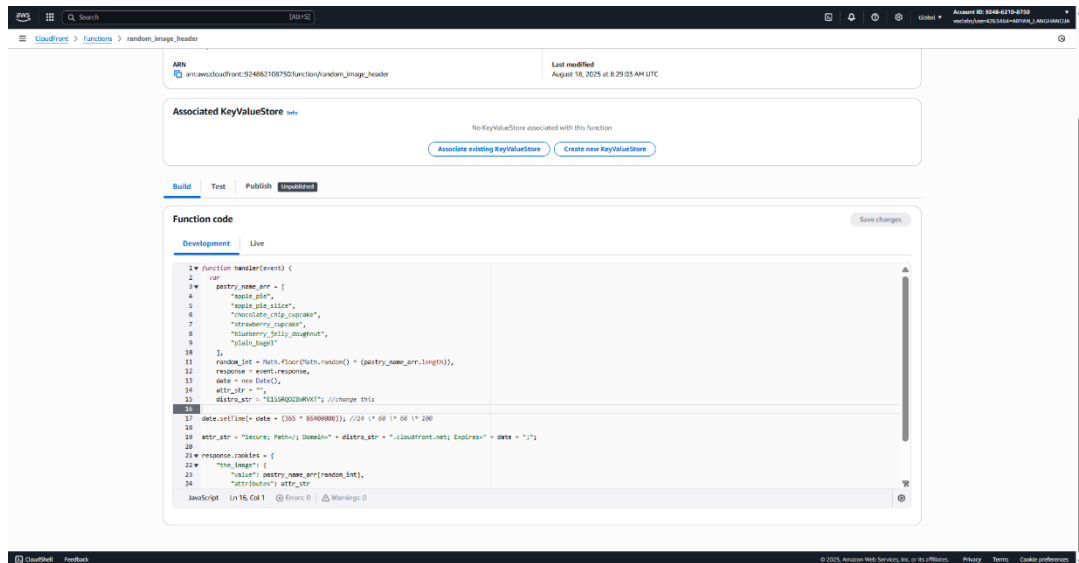 aws
Search
[Alt+S]
Global
Account ID: 9248-6210-8750
voclabs/user4263464=ARYAN_LANGHANOJA
CloudFront > Functions > random_image_header
ARN
arn:aws:cloudfront::924862108750:function/random_image_header
Last modified
August 18, 2025 at 8:29:03 AM UTC
Associated KeyValueStore Info
No KeyValueStore associated with this function
Associate existing KeyValueStore
Create new KeyValueStore
Build
Test
Publish Unpublished
Function code
Save changes
Development
Live
1 function handler(event) {
2 var
3 pastry_name_arr = [
4 "apple_pie",
5 "apple_pie_slice",
6 "chocolate_chip_cupcake",
7 "strawberry_cupcake",
8 "blueberry_jelly_doughnut",
9 "plain_bagel"
10 ],
11 random_int = Math.floor(Math.random() * (pastry_name_arr.length)),
12 response = event.response,
13 date = new Date(),
14 attr_str = "",
15 distro_str = ; //change this
16
17 date.setTime(+ date + (365 * 86400000)); //24 \* 60 \* 60 \* 100
18
19 attr_str = "Secure; Path=/; Domain=" + distro_str + ".cloudfront.net; Expires=" + date + ";";
20
21 response.cookies = {
22 "the_image": {
23 "value": pastry_name_arr[random_int],
24 "attributes": attr_str
JavaScript Ln 16, Col 1 Errors: 0 Warnings: 0
CloudShell Feedback
© 2025, Amazon Web Services, Inc. or its affiliates. Privacy Terms Cookie preferences